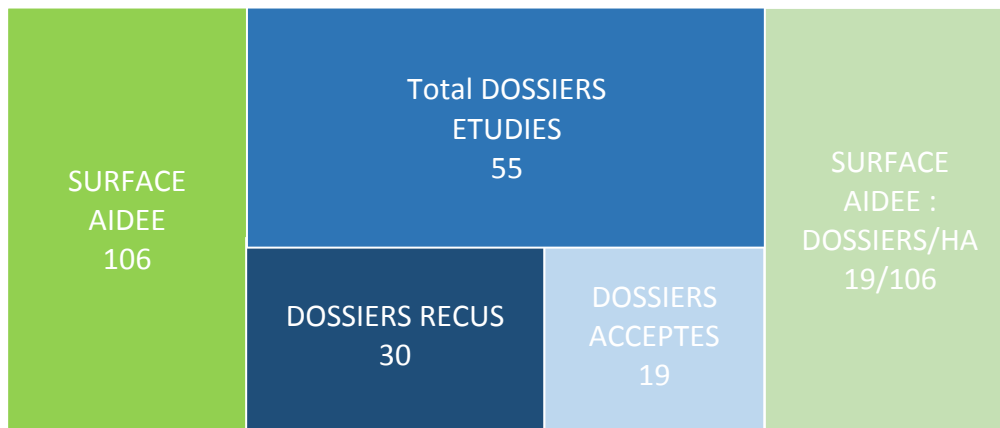 SURFACE
AIDEE
106
Total DOSSIERS
ETUDIES
55
DOSSIERS RECUS
30
DOSSIERS
ACCEPTES
19
SURFACE
AIDEE :
DOSSIERS/HA
19/106